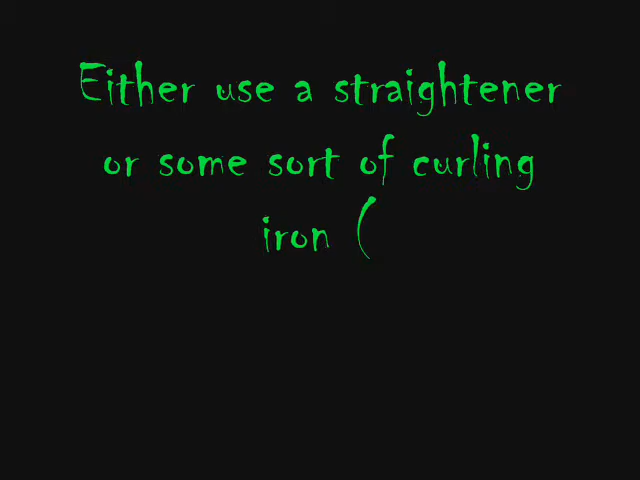 Either use a straightener
or some sort of curling
iron (